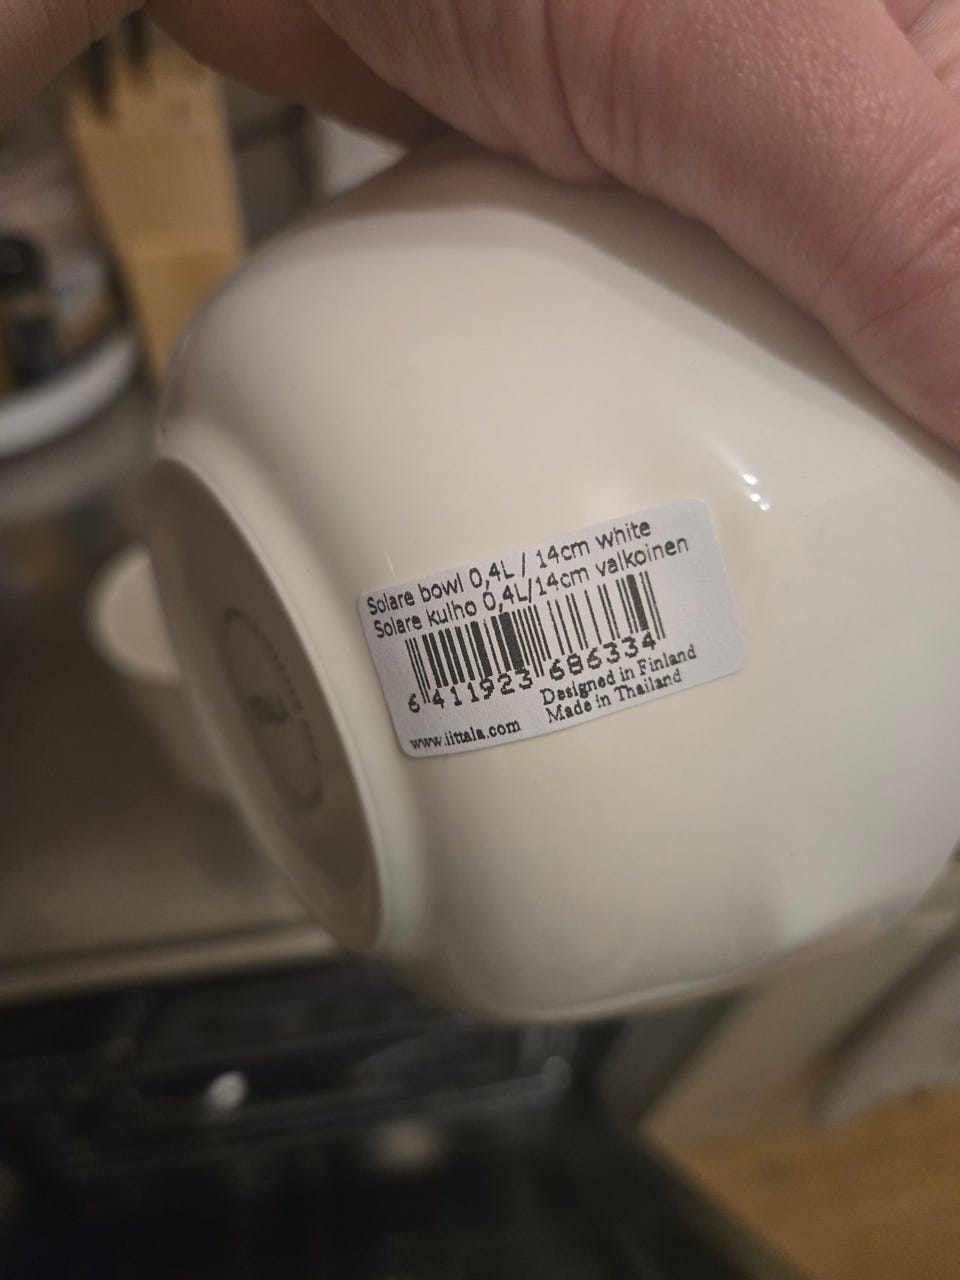 Solare bowl 0,4L / 14cm white
Solare kulho 0,4L/14cm valkoinen
6 411923 686334
Designed in Finland
Made in Thailand
www.iittala.com